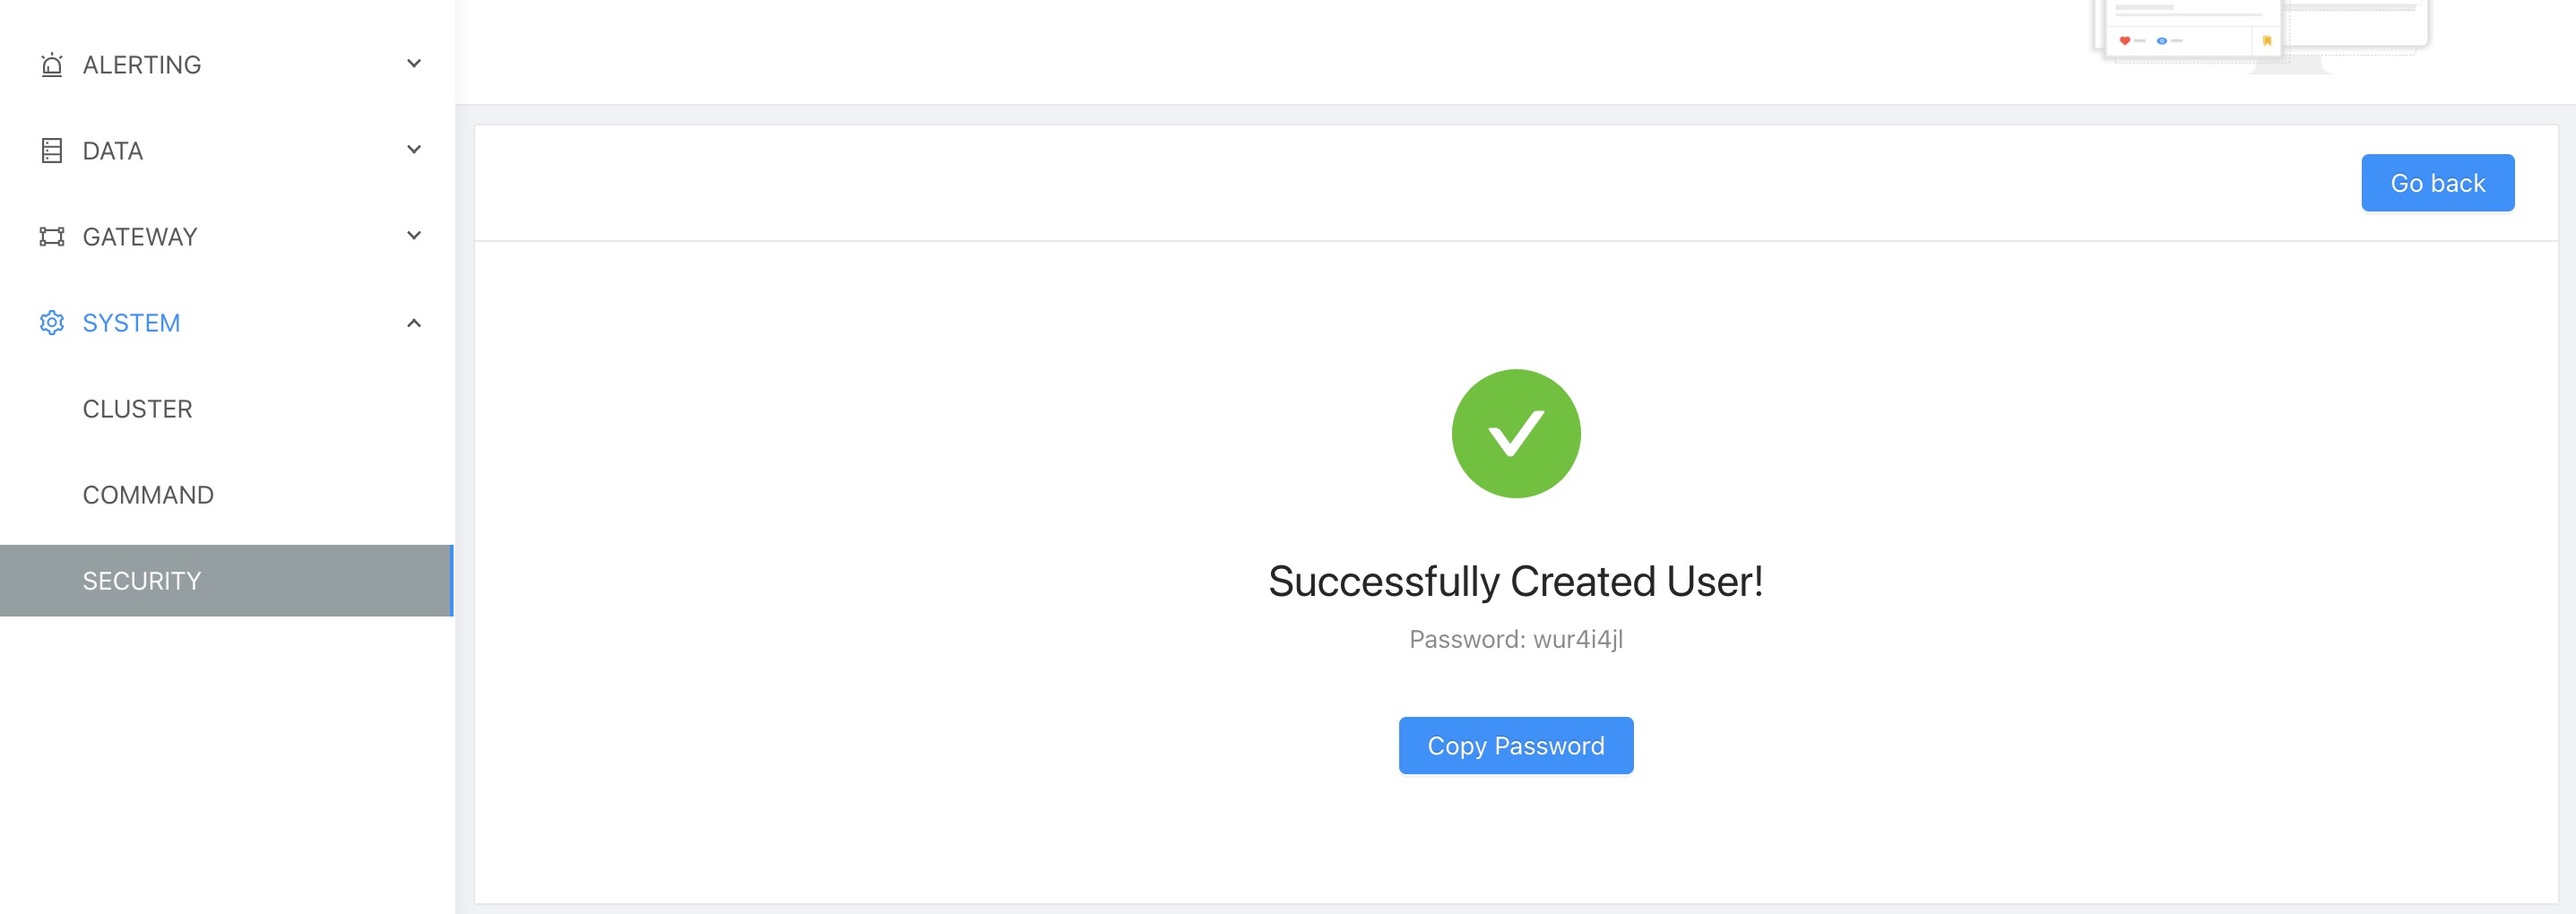 ALERTING
DATA
GATEWAY
SYSTEM
CLUSTER
COMMAND
SECURITY
Go back
Successfully Created User!
Password: wur4i4jl
Copy Password